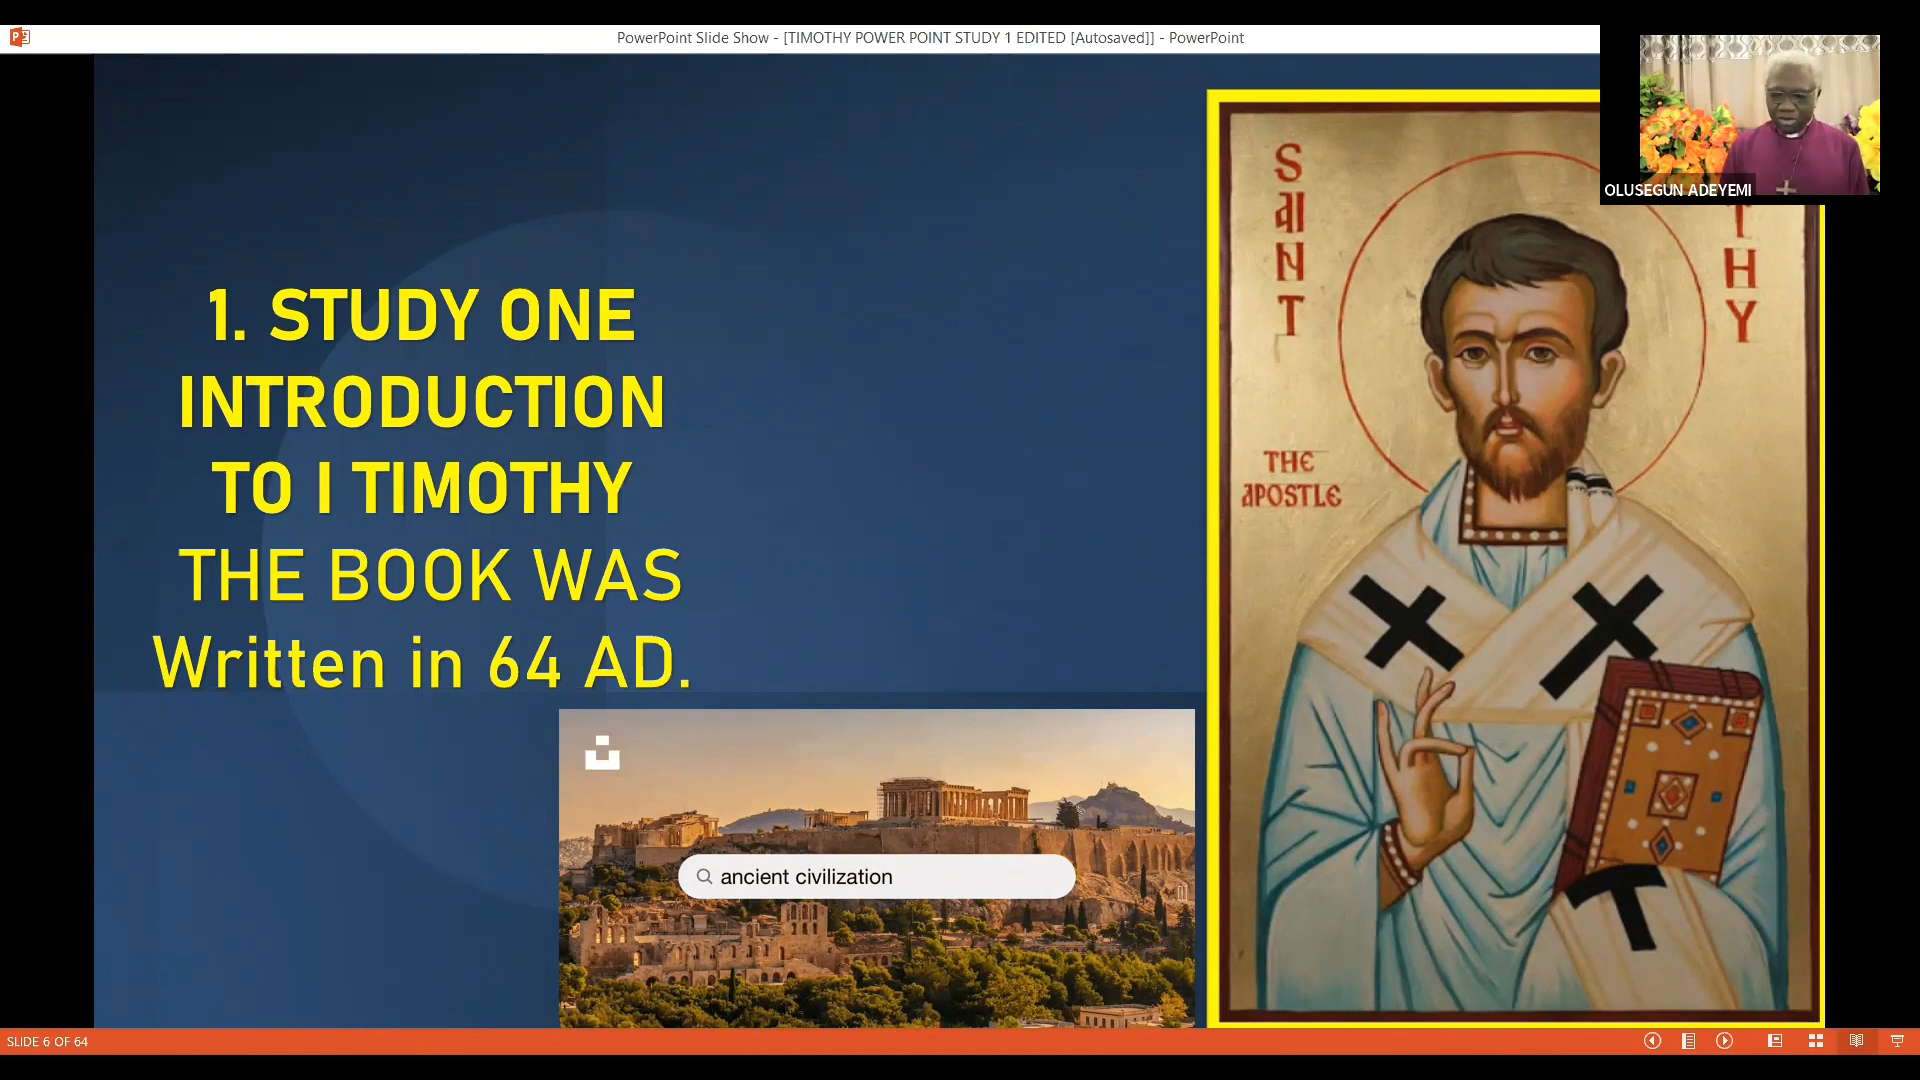 PowerPoint Slide Show - [TIMOTHY POWER POINT STUDY 1 EDITED [Autosaved]] - PowerPoint
OLUSEGUN ADEYEMI
1. STUDY ONE
INTRODUCTION
TO I TIMOTHY
THE BOOK WAS
Written in 64 AD.
SAINT
THY
THE
APOSTLE
ancient civilization
SLIDE 6 OF 64